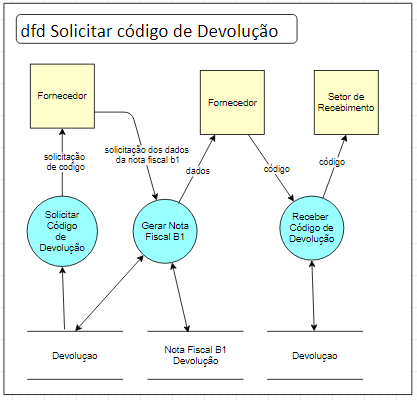 dfd Solicitar código de Devolução
Fornecedor
Fornecedor
Setor de
Recebimento
solicitação
de codigo
solicitação dos dados
da nota fiscal b1
dados
código
código
Solicitar
Código
de
Devolução
Gerar Nota
Fiscal B1
Receber
Código de
Devolução
Devoluçao
Nota Fiscal B1
Devolução
Devoluçao